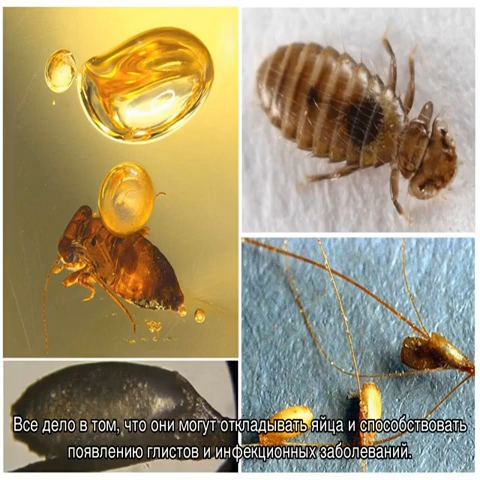 Все дело в том, что они могут откладывать яйца и способствовать
появлению глистов и инфекционных заболеваний.